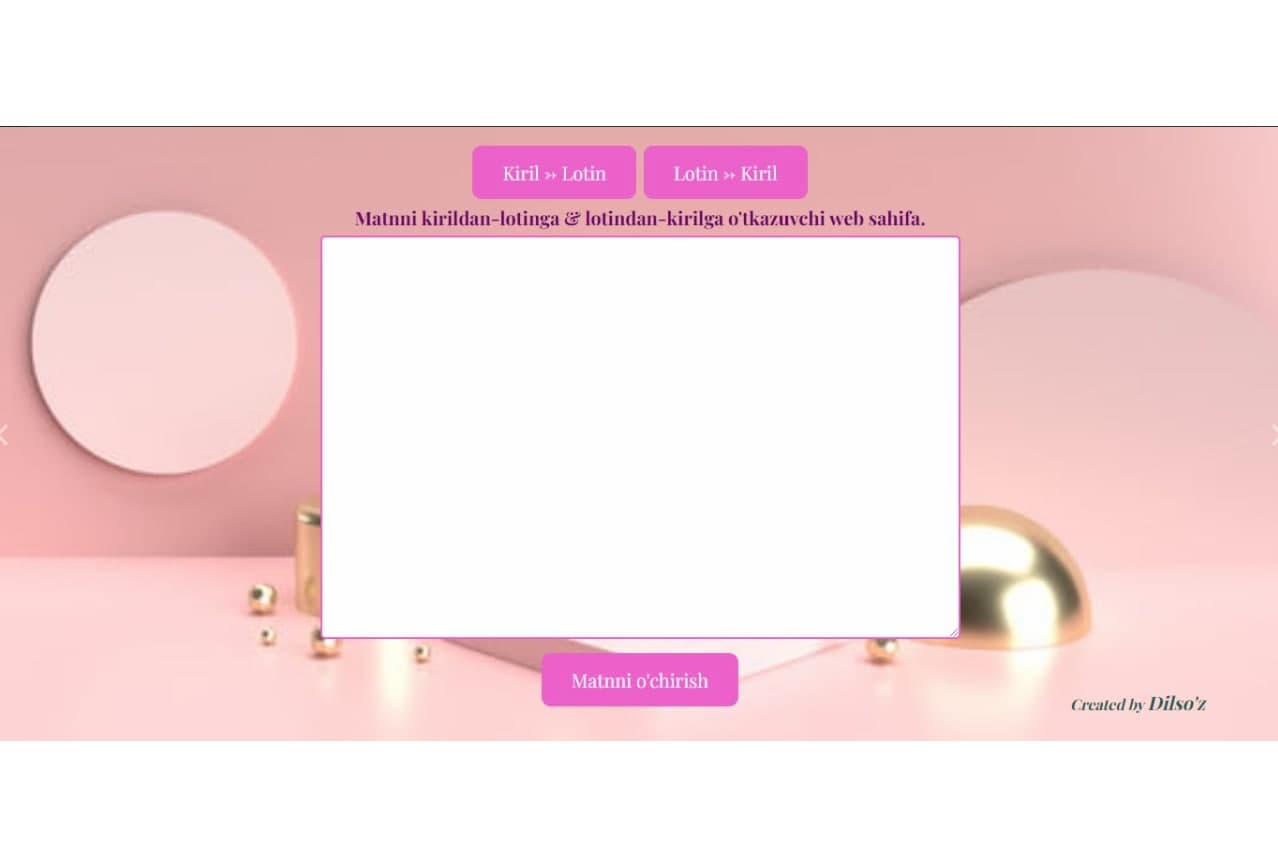 Kiril ➳ Lotin Lotin ➳ Kiril
Matnni kirildan-lotinga & lotindan-kirilga o'tkazuvchi web sahifa.
Matnni o'chirish
Created by Dilso'z